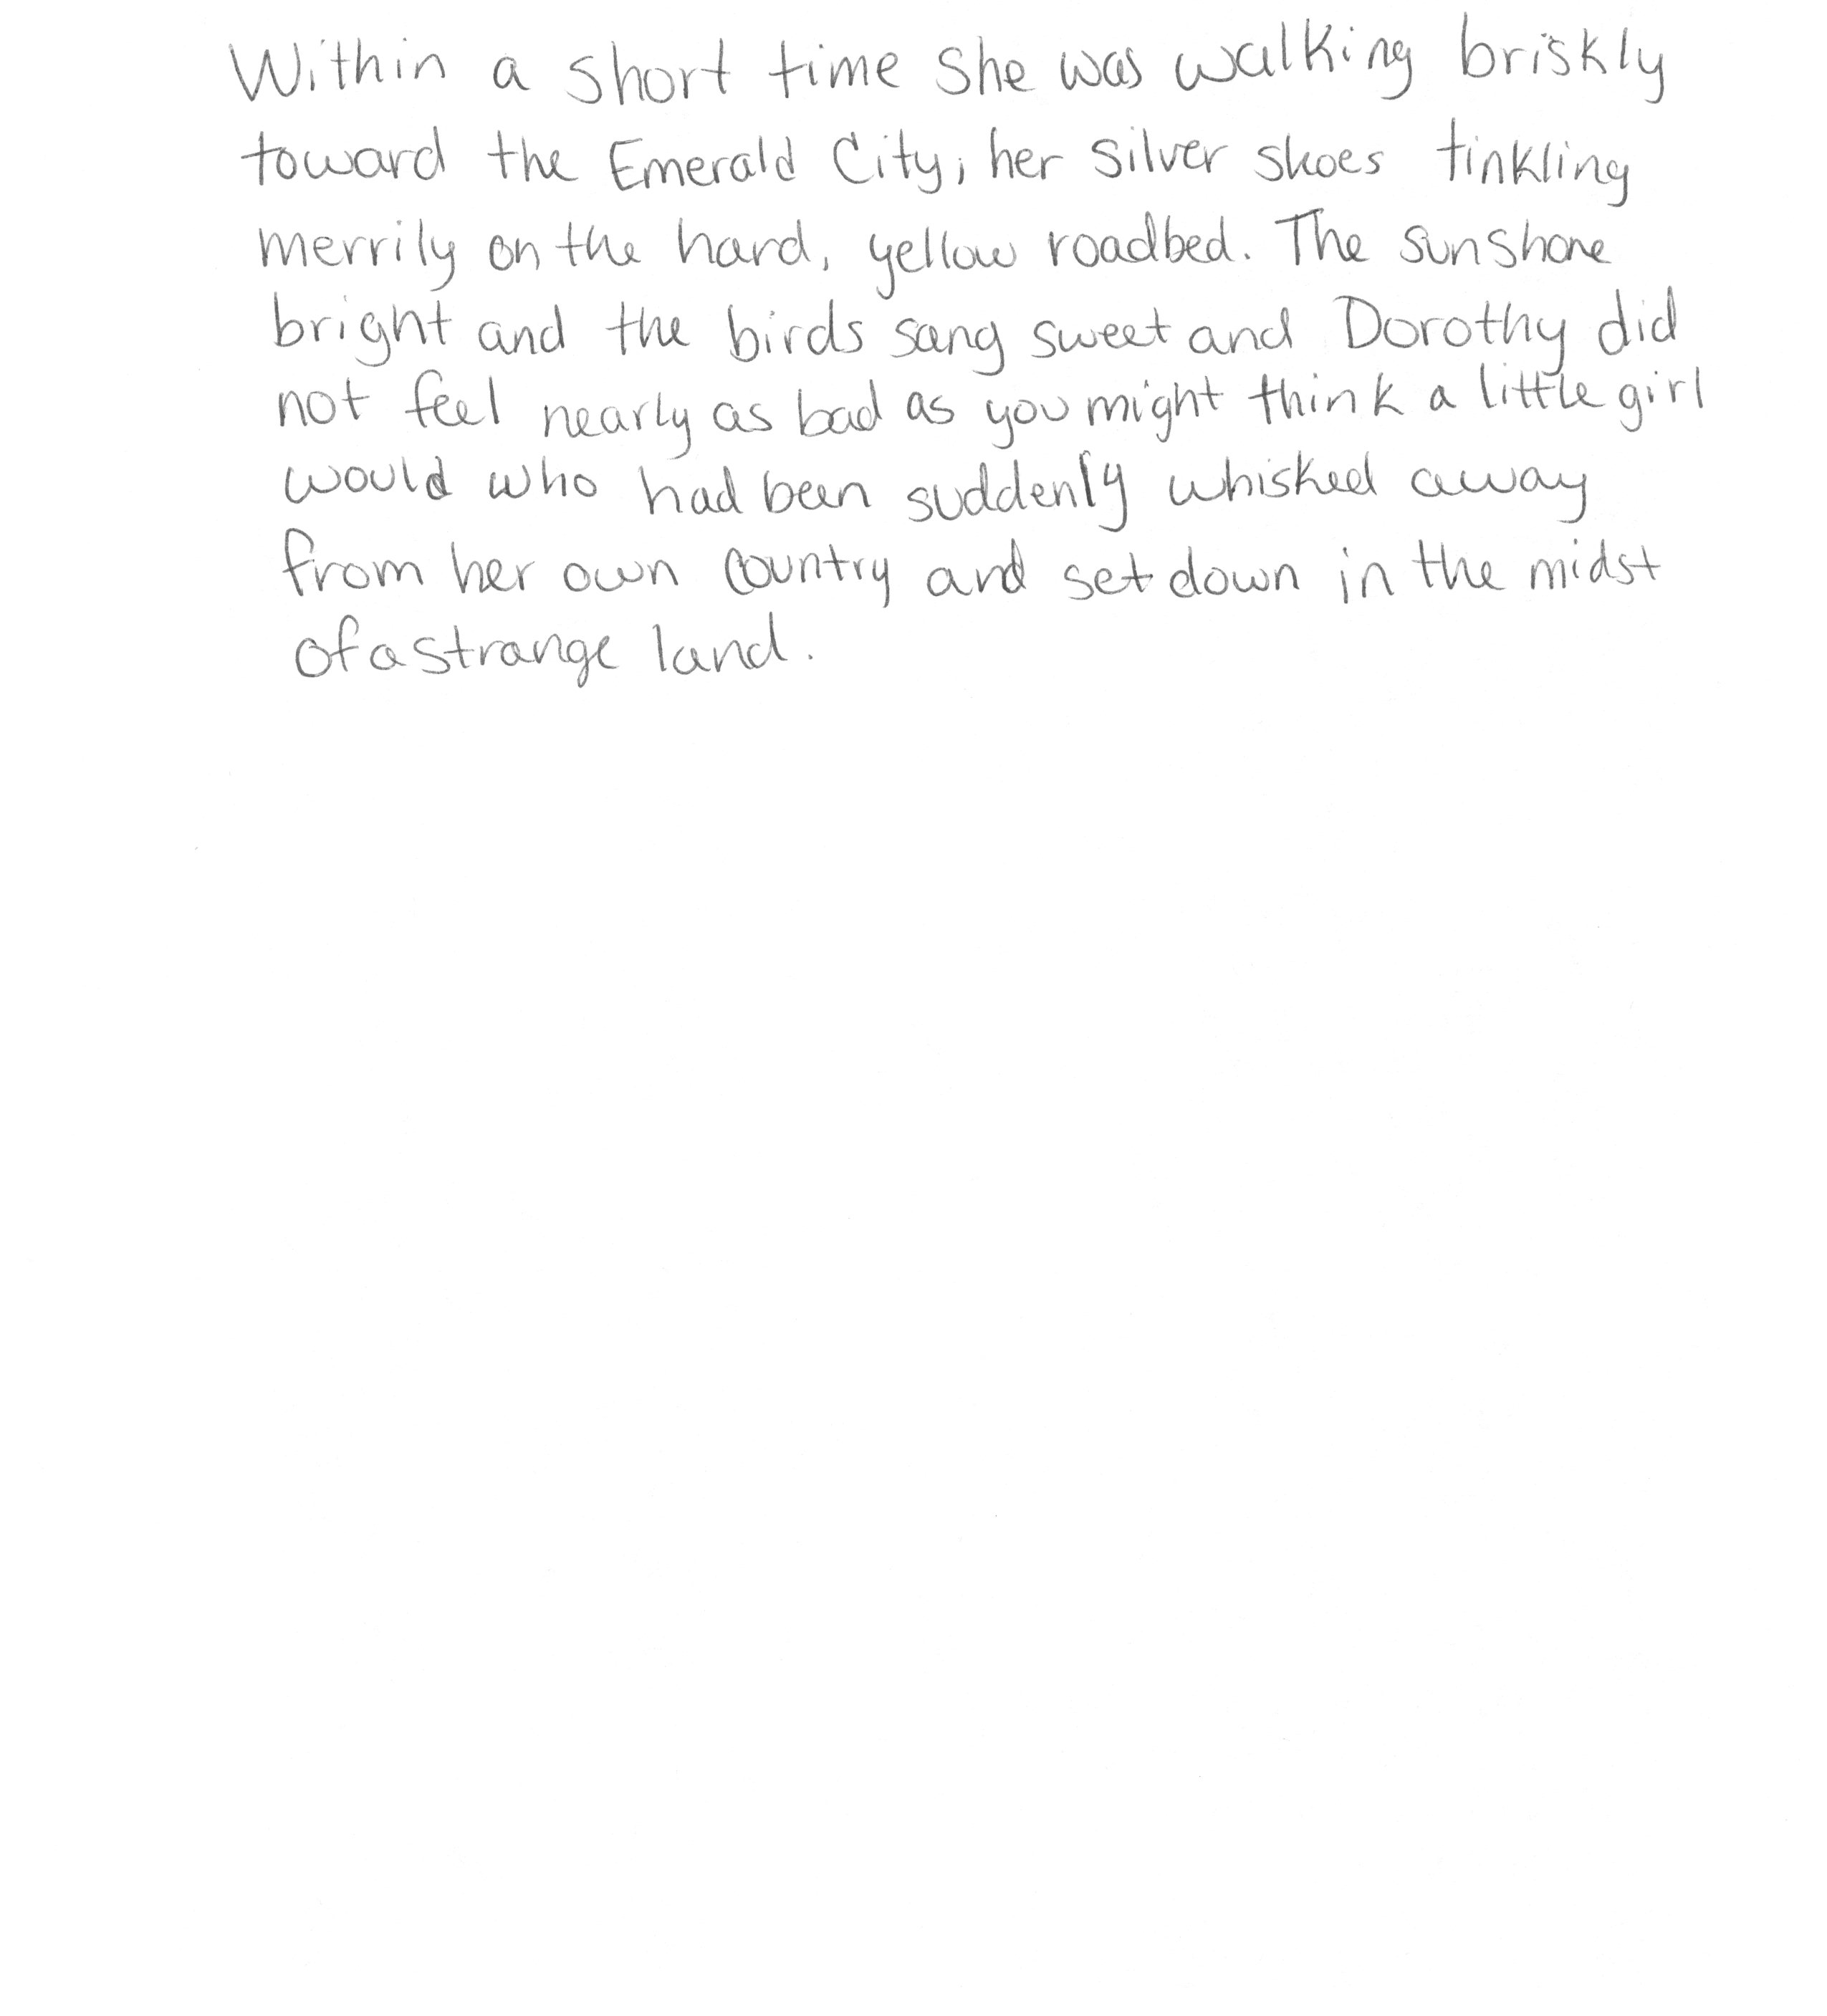 Within a short time she was walking briskly
toward the Emerald City, her silver shoes tinkling
merrily on the hard, yellow roadbed. The sun shone
bright and the birds sang sweet and Dorothy did
not feel nearly as bad as you might think a little girl
would who had been suddenly whisked away
from her own country and set down in the midst
of a strange land.